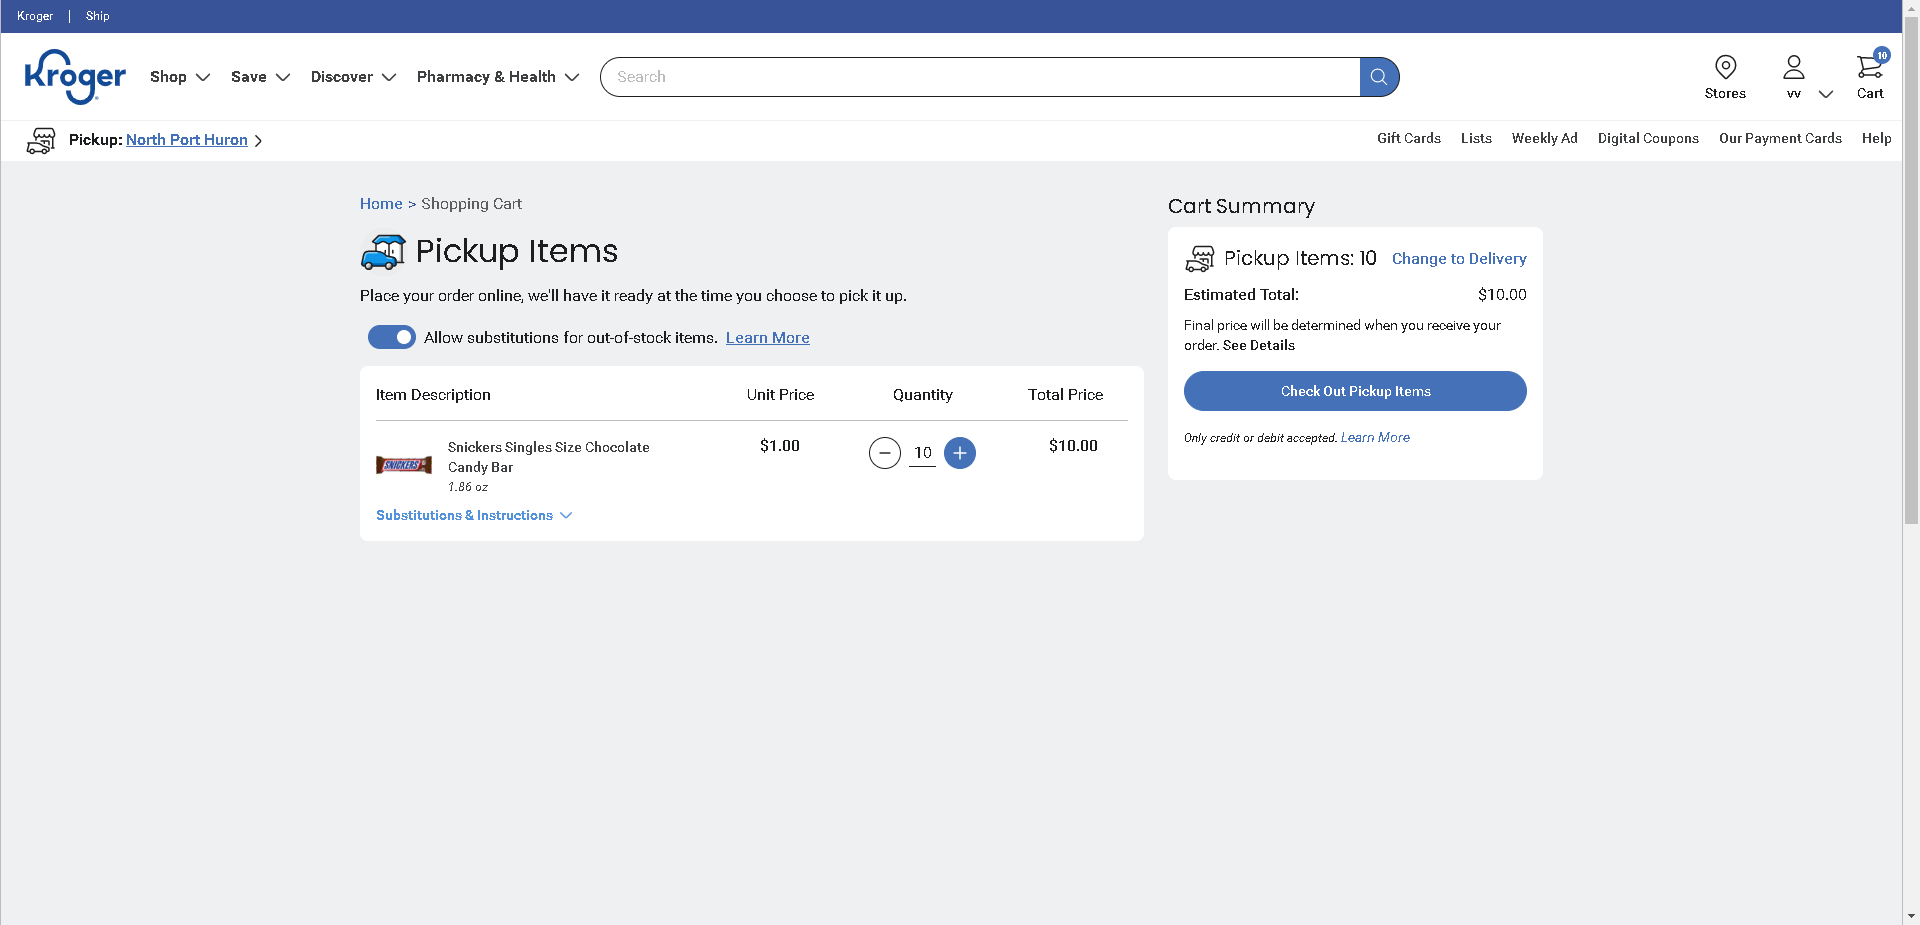 Kroger | Ship
Kroger
Shop
Save
Discover
Pharmacy & Health
Search
Stores
vv
10
Cart
Pickup: North Port Huron
Gift Cards
Lists
Weekly Ad
Digital Coupons
Our Payment Cards
Help
Home > Shopping Cart
Pickup Items
Place your order online, we'll have it ready at the time you choose to pick it up.
Allow substitutions for out-of-stock items. Learn More
Item Description
Unit Price
Quantity
Total Price
SNICKERS
Snickers Singles Size Chocolate
Candy Bar
1.86 oz
$1.00
10
$10.00
Substitutions & Instructions
Cart Summary
Pickup Items: 10
Change to Delivery
Estimated Total:
$10.00
Final price will be determined when you receive your
order. See Details
Check Out Pickup Items
Only credit or debit accepted. Learn More